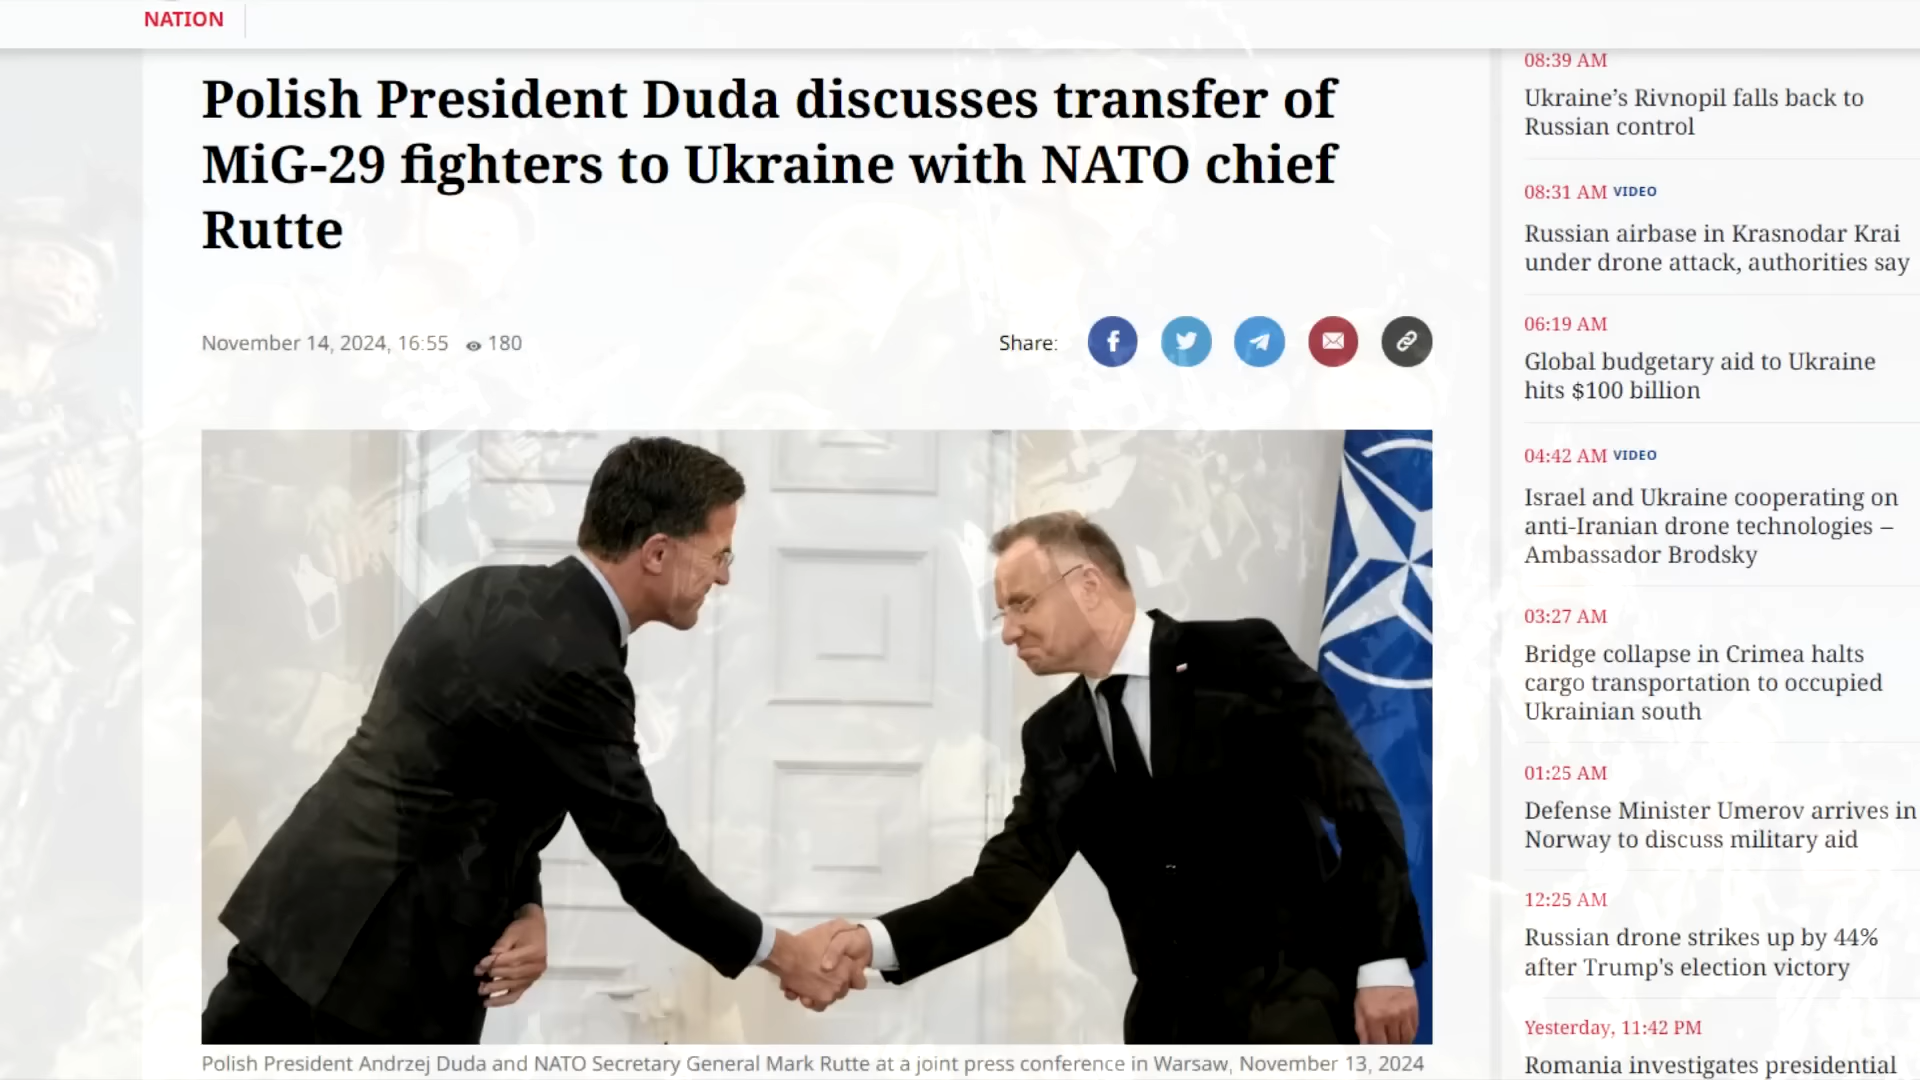 NATION
Polish President Duda discusses transfer of
MiG-29 fighters to Ukraine with NATO chief
Rutte
November 14, 2024, 16:55 180
Share:
Polish President Andrzej Duda and NATO Secretary General Mark Rutte at a joint press conference in Warsaw, November 13, 2024
08:39 AM
Ukraine’s Rivnopil falls back to
Russian control
08:31 AM VIDEO
Russian airbase in Krasnodar Krai
under drone attack, authorities say
06:19 AM
Global budgetary aid to Ukraine
hits $100 billion
04:42 AM VIDEO
Israel and Ukraine cooperating on
anti-Iranian drone technologies –
Ambassador Brodsky
03:27 AM
Bridge collapse in Crimea halts
cargo transportation to occupied
Ukrainian south
01:25 AM
Defense Minister Umerov arrives in
Norway to discuss military aid
12:25 AM
Russian drone strikes up by 44%
after Trump's election victory
Yesterday, 11:42 PM
Romania investigates presidential